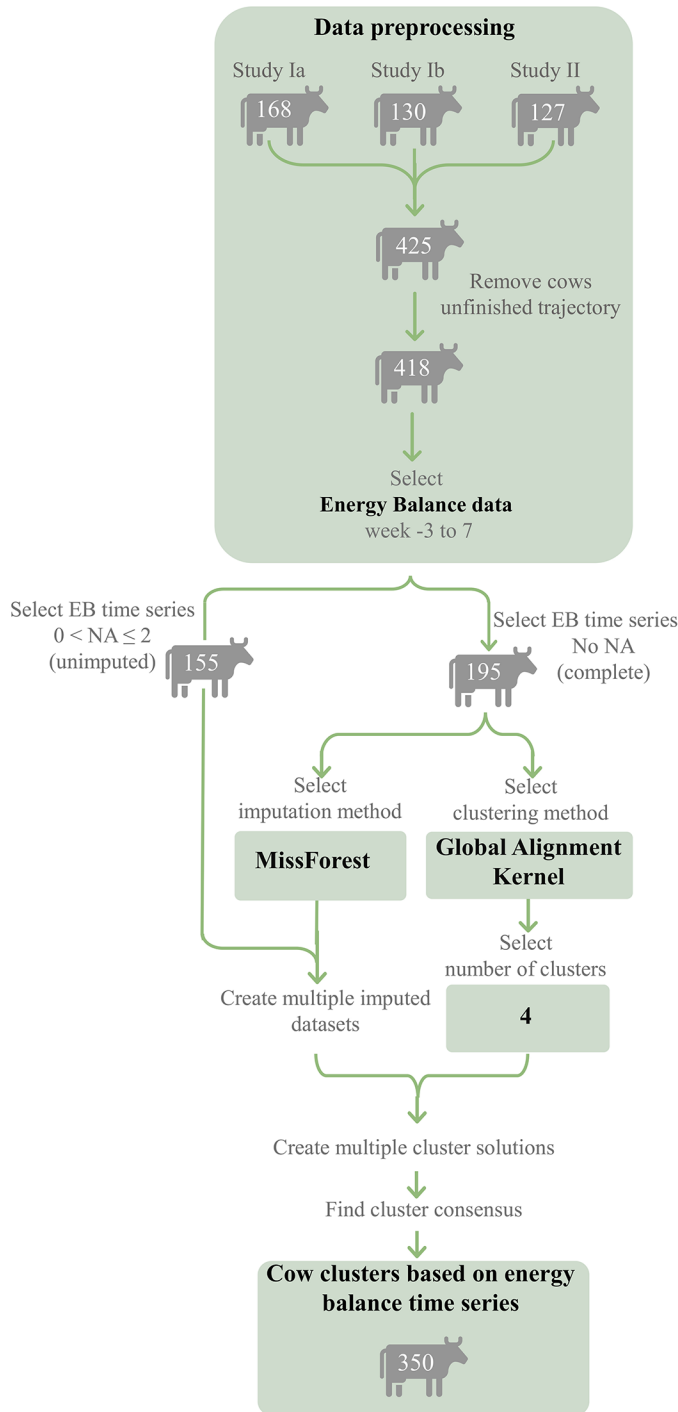 Data preprocessing
Study Ia
Study Ib
Study II
168
130
127
425
Remove cows
unfinished trajectory
418
Select
Energy Balance data
week -3 to 7
Select EB time series
0 < NA ≤ 2
(unimputed)
155
Select EB time series
No NA
(complete)
195
Select
imputation method
MissForest
Select
clustering method
Global Alignment
Kernel
Select
number of clusters
4
Create multiple imputed
datasets
Create multiple cluster solutions
Find cluster consensus
Cow clusters based on energy
balance time series
350